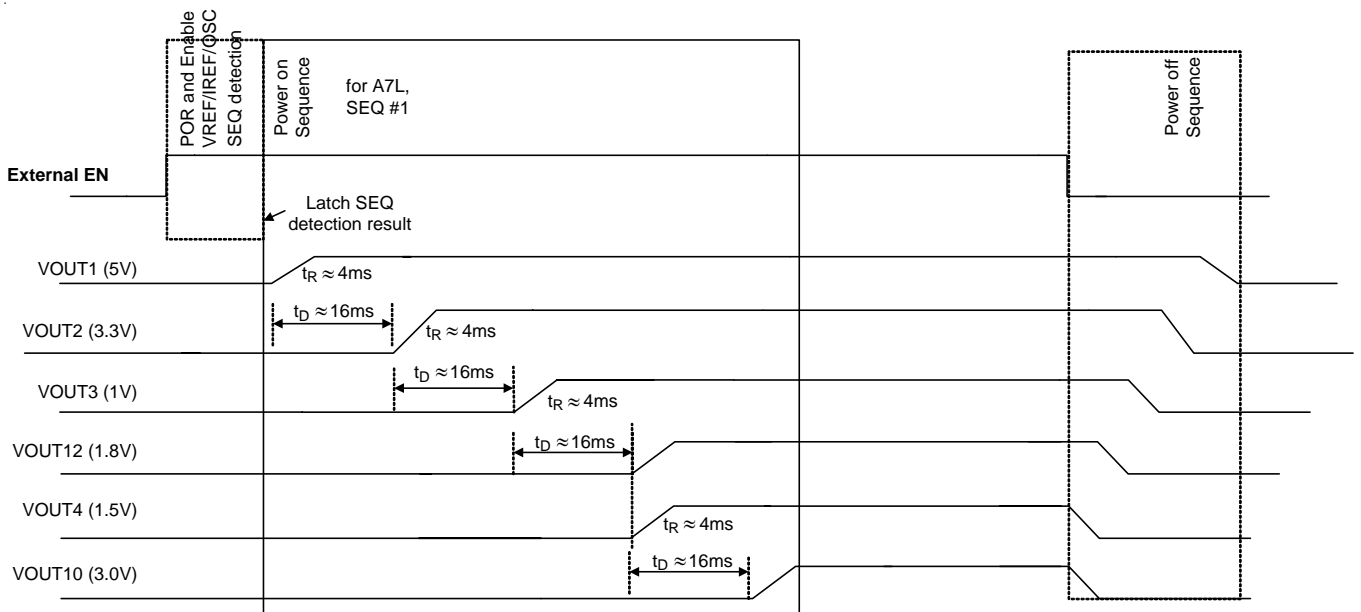 POR and Enable
VREF/IREF/OSC
SEQ detection
Power on
Sequence
for A7L,
SEQ #1
Power off
Sequence
External EN
Latch SEQ
detection result
VOUT1 (5V)
tR ≈ 4ms
tD ≈16ms
VOUT2 (3.3V)
tR ≈ 4ms
tD ≈16ms
VOUT3 (1V)
tR ≈ 4ms
tD ≈16ms
VOUT12 (1.8V)
VOUT4 (1.5V)
tR ≈ 4ms
tD ≈16ms
VOUT10 (3.0V)